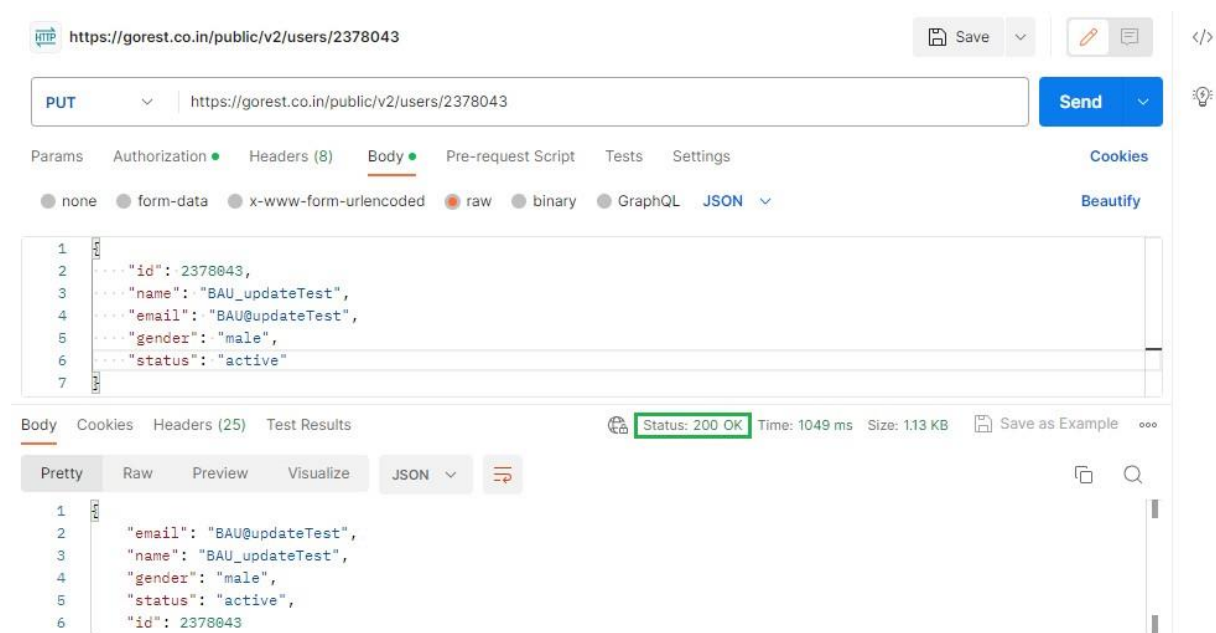 HTTP https://gorest.co.in/public/v2/users/2378043 Save </>
PUT https://gorest.co.in/public/v2/users/2378043 Send
Params Authorization Headers (8) Body Pre-request Script Tests Settings Cookies
none form-data x-www-form-urlencoded raw binary GraphQL JSON Beautify
1 {
2 ····"id":·2378043,
3 ····"name":·"BAU_updateTest",
4 ····"email":·"BAU@updateTest",
5 ····"gender":·"male",
6 ····"status":·"active"
7 }
Body Cookies Headers (25) Test Results Status: 200 OK Time: 1049 ms Size: 1.13 KB Save as Example
Pretty Raw Preview Visualize JSON
1 {
2 "email": "BAU@updateTest",
3 "name": "BAU_updateTest",
4 "gender": "male",
5 "status": "active",
6 "id": 2378043